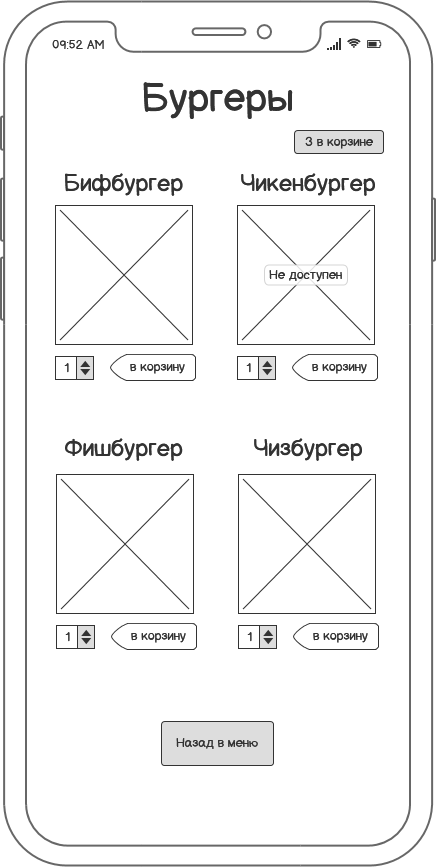 09:52 AM
Бургеры
3 в корзине
Бифбургер
Чикенбургер
Не доступен
1
в корзину
1
в корзину
Фишбургер
Чизбургер
1
в корзину
1
в корзину
Назад в меню